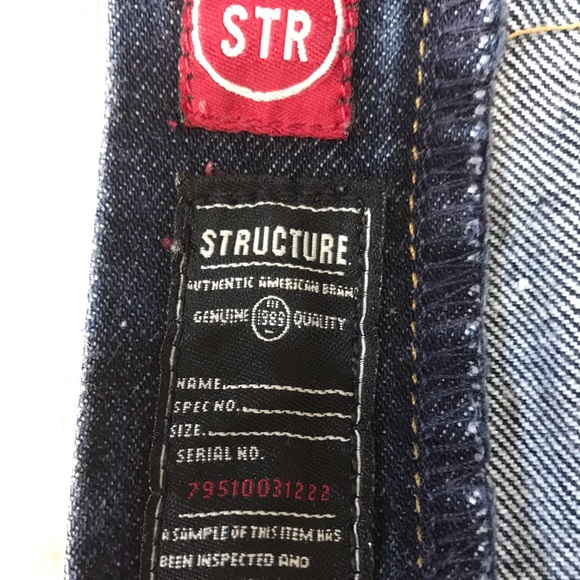 STR
STRUCTURE
AUTHENTIC AMERICAN BRAND
GENUINE 1989 QUALITY
NAME
SPEC NO.
SIZE
SERIAL NO.
79510031222
A SAMPLE OF THIS ITEM HAS
BEEN INSPECTED AND